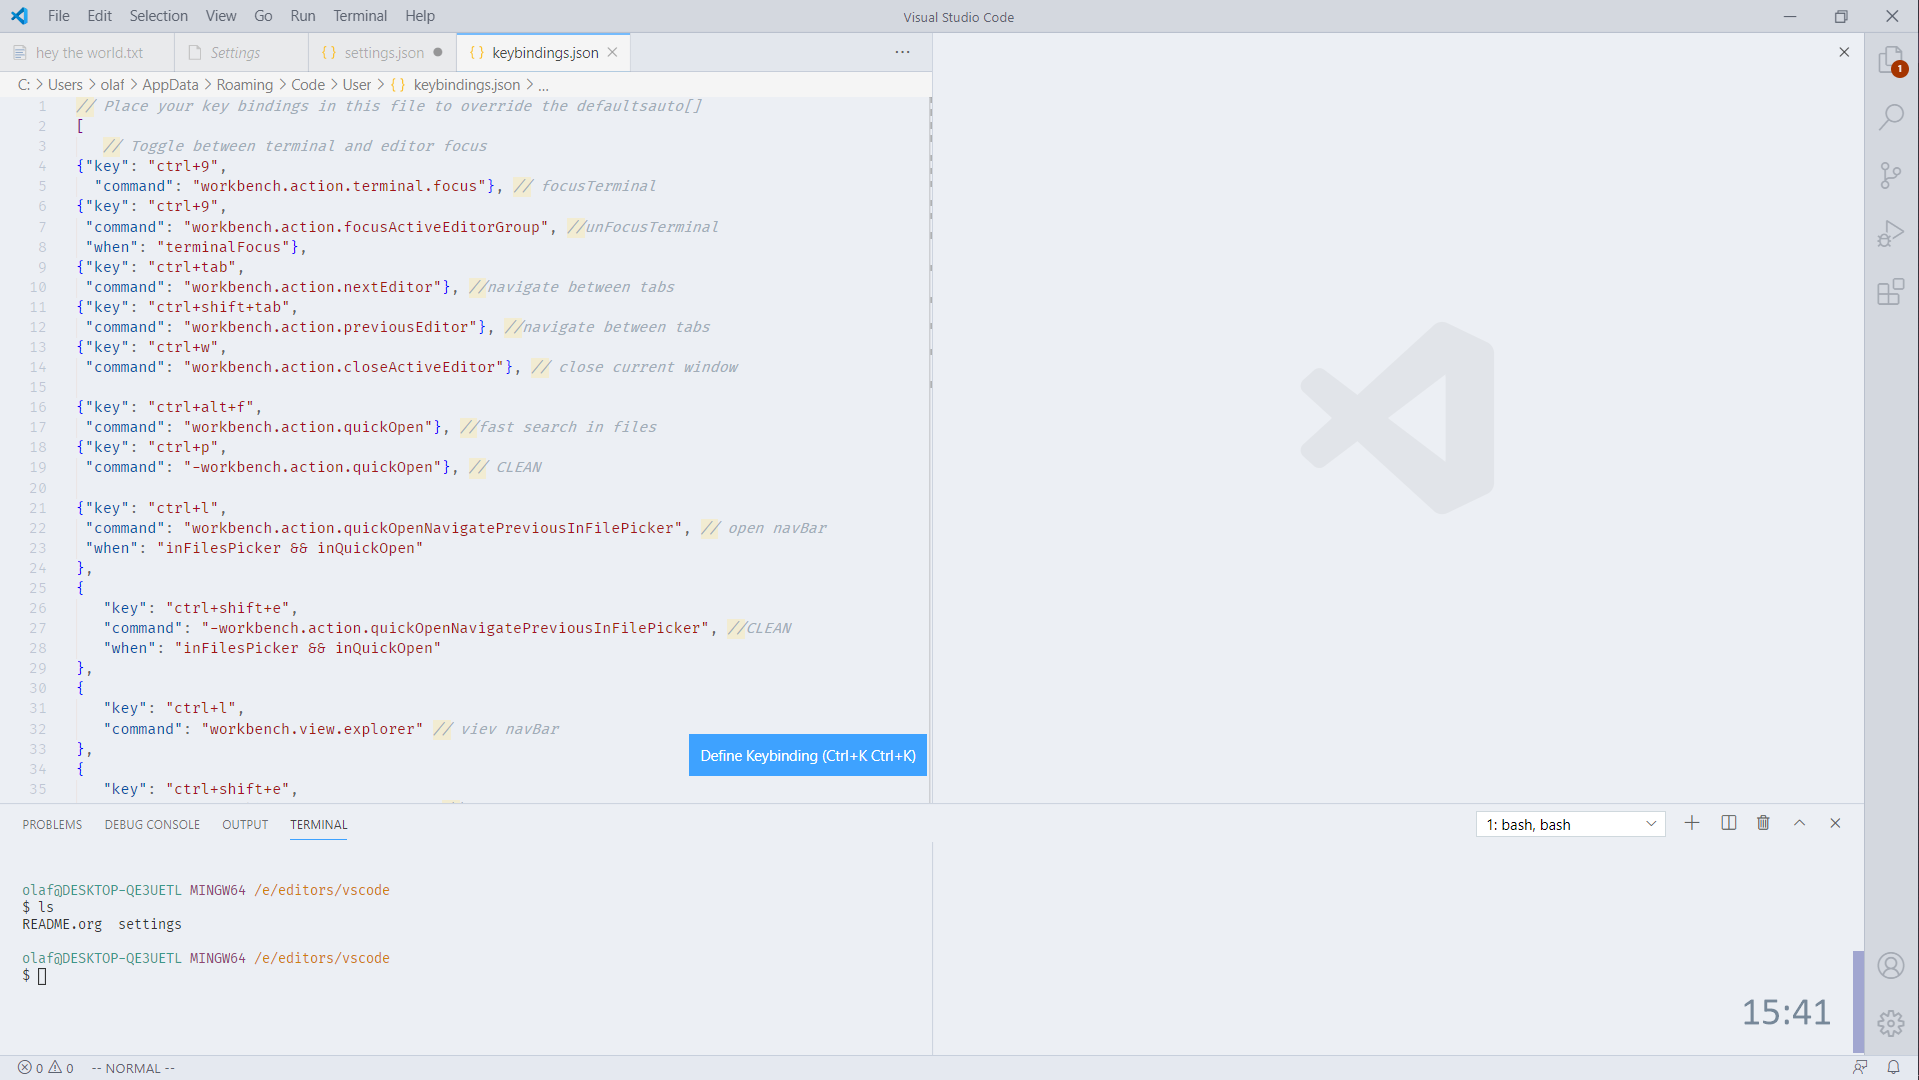 File Edit Selection View Go Run Terminal Help
Visual Studio Code
hey the world.txt Settings settings.json keybindings.json
C: > Users > olaf > AppData > Roaming > Code > User > {} keybindings.json > ...
1 // Place your key bindings in this file to override the defaultsauto[]
2 [
3 // Toggle between terminal and editor focus
4 {"key": "ctrl+9",
5 "command": "workbench.action.terminal.focus"}, // focusTerminal
6 {"key": "ctrl+9",
7 "command": "workbench.action.focusActiveEditorGroup", //unFocusTerminal
8 "when": "terminalFocus"},
9 {"key": "ctrl+tab",
10 "command": "workbench.action.nextEditor"}, //navigate between tabs
11 {"key": "ctrl+shift+tab",
12 "command": "workbench.action.previousEditor"}, //navigate between tabs
13 {"key": "ctrl+w",
14 "command": "workbench.action.closeActiveEditor"}, // close current window
15
16 {"key": "ctrl+alt+f",
17 "command": "workbench.action.quickOpen"}, //fast search in files
18 {"key": "ctrl+p",
19 "command": "-workbench.action.quickOpen"}, // CLEAN
20
21 {"key": "ctrl+l",
22 "command": "workbench.action.quickOpenNavigatePreviousInFilePicker", // open navBar
23 "when": "inFilesPicker && inQuickOpen"
24 },
25 {
26 "key": "ctrl+shift+e",
27 "command": "-workbench.action.quickOpenNavigatePreviousInFilePicker", //CLEAN
28 "when": "inFilesPicker && inQuickOpen"
29 },
30 {
31 "key": "ctrl+l",
32 "command": "workbench.view.explorer" // viev navBar
33 },
34 {
35 "key": "ctrl+shift+e",
Define Keybinding (Ctrl+K Ctrl+K)
1
PROBLEMS DEBUG CONSOLE OUTPUT TERMINAL
1: bash, bash
olaf@DESKTOP-QE3UETL MINGW64 /e/editors/vscode
$ ls
README.org settings
olaf@DESKTOP-QE3UETL MINGW64 /e/editors/vscode
$
15:41
0 0 -- NORMAL --